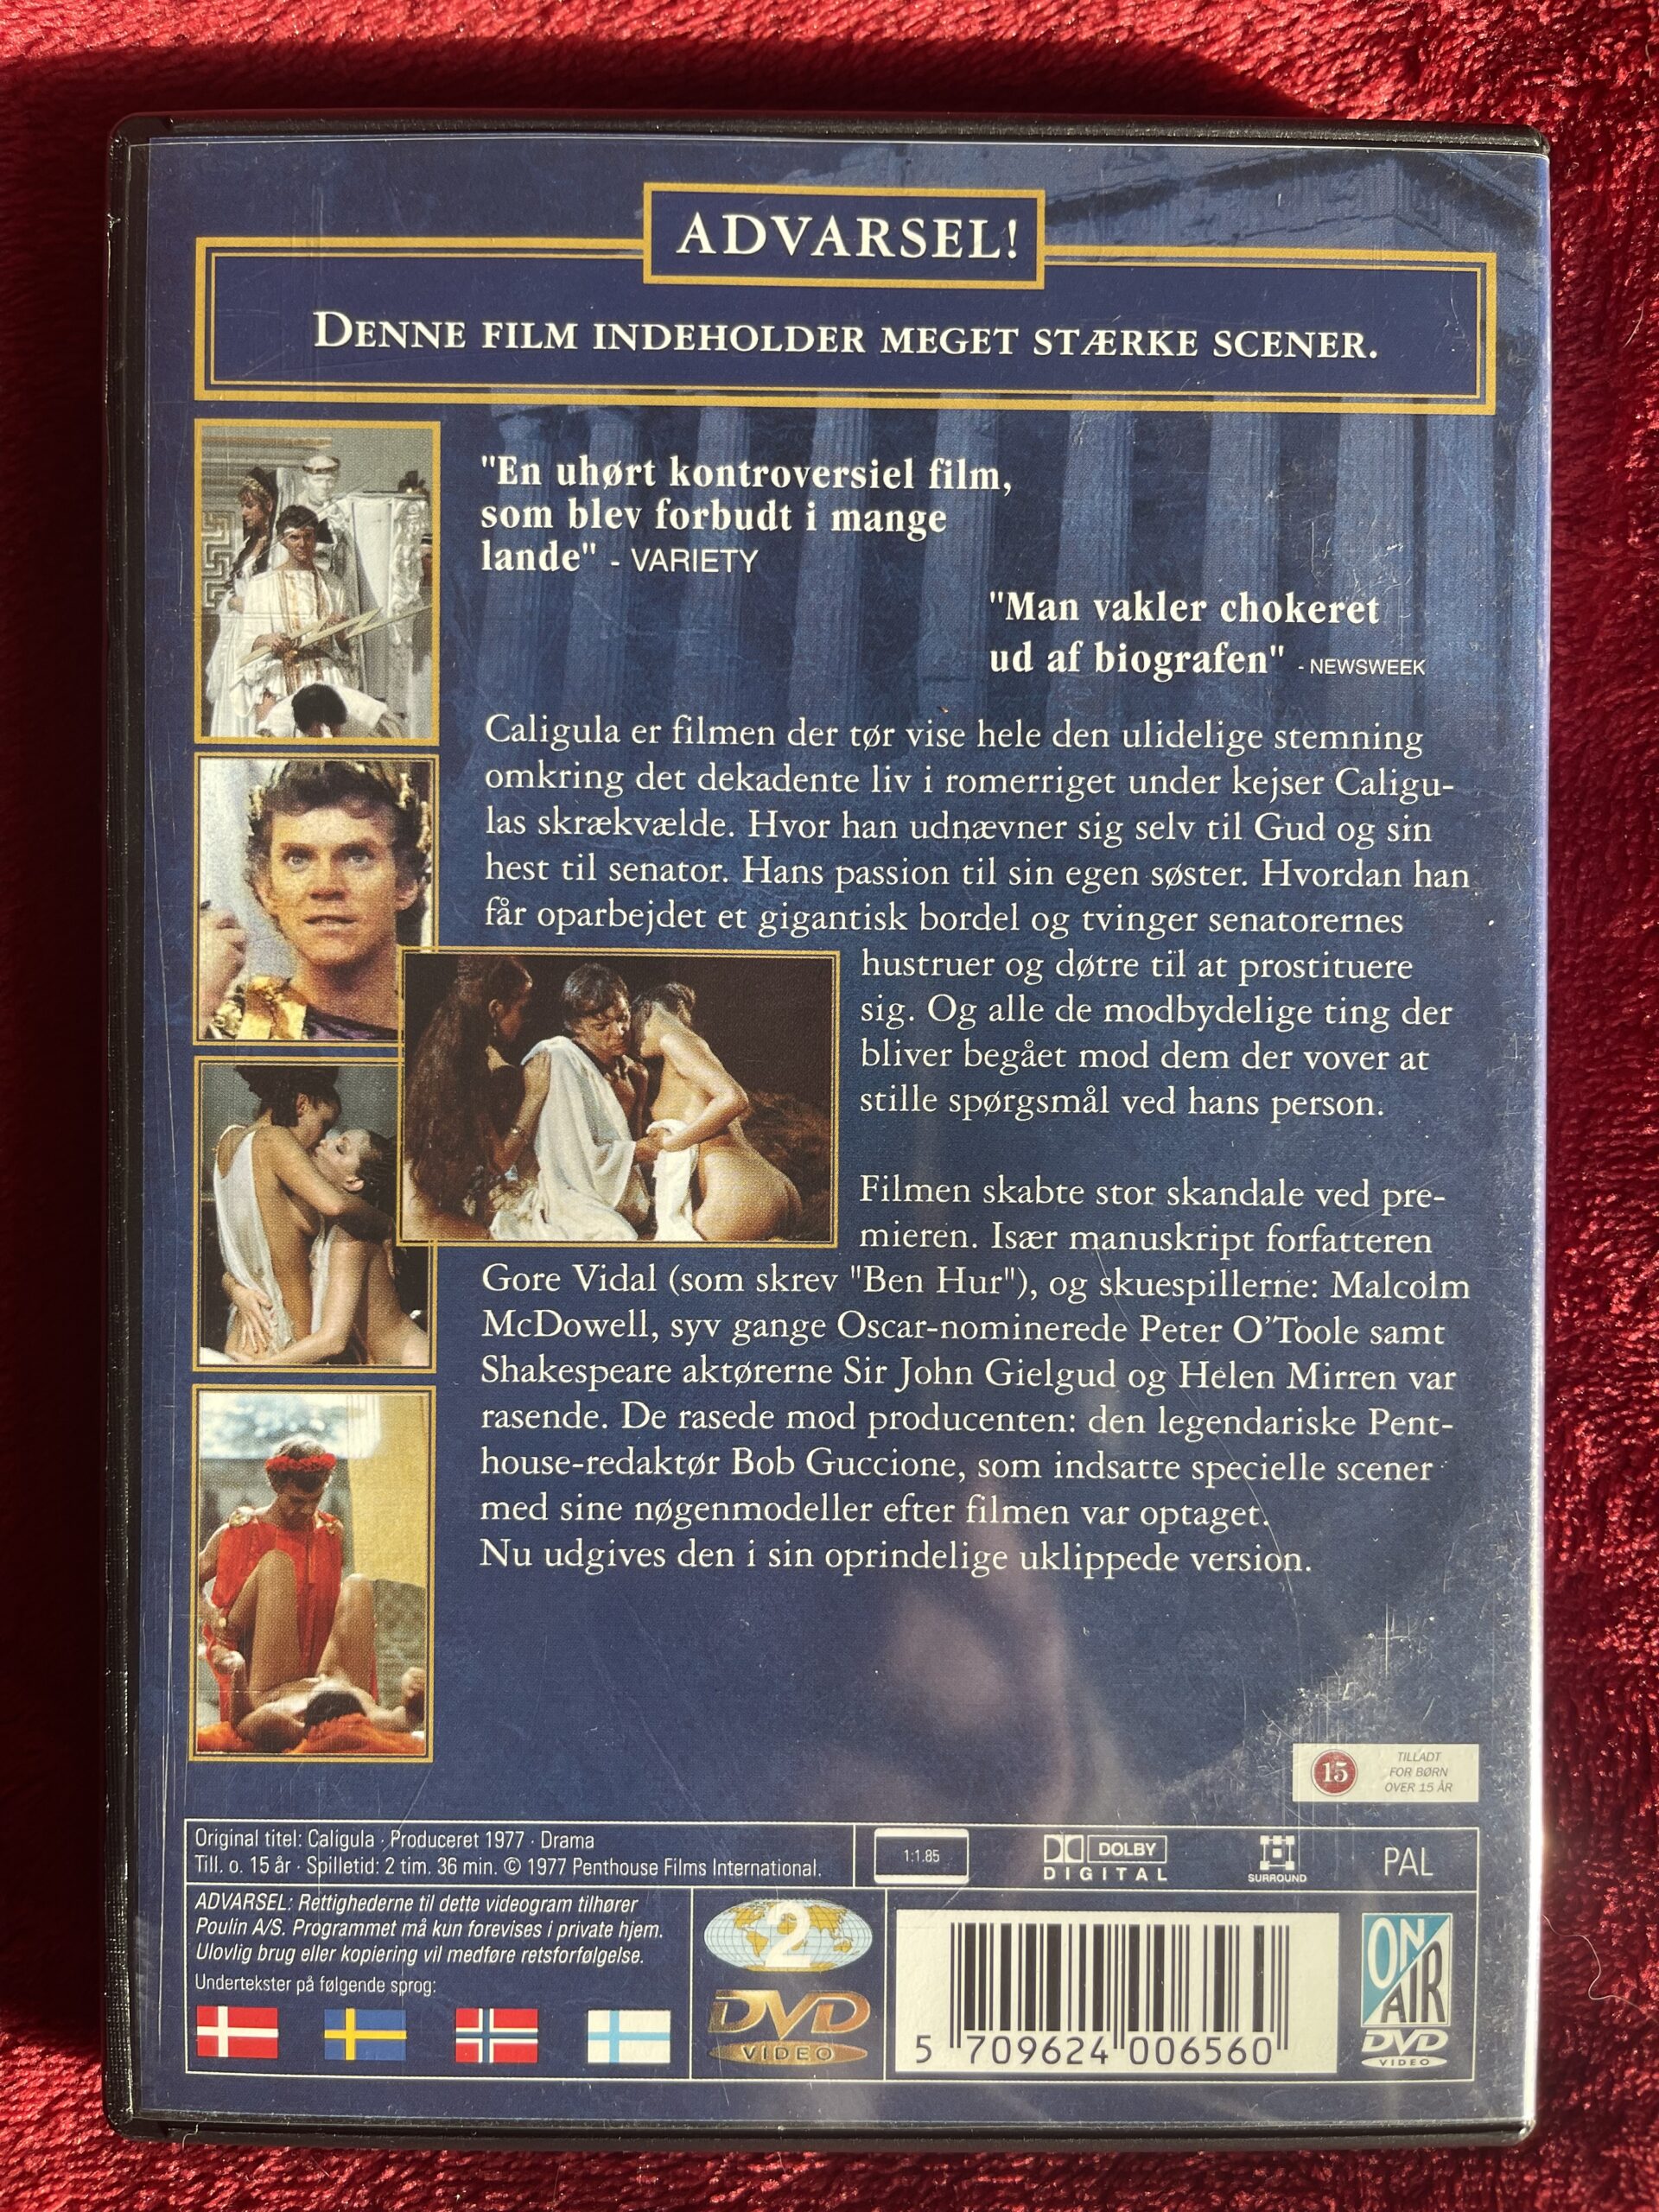 ADVARSEL!
DENNE FILM INDEHOLDER MEGET STÆRKE SCENER.
"En uhørt kontroversiel film,
som blev forbudt i mange
lande" - VARIETY
"Man vakler chokeret
ud af biografen" - NEWSWEEK
Caligula er filmen der tør vise hele den ulidelige stemning
omkring det dekadente liv i romerriget under kejser Caligu-
las skrækvælde. Hvor han udnævner sig selv til Gud og sin
hest til senator. Hans passion til sin egen søster. Hvordan han
får oparbejdet et gigantisk bordel og tvinger senatorernes
hustruer og døtre til at prostituere
sig. Og alle de modbydelige ting der
bliver begået mod dem der vover at
stille spørgsmål ved hans person.
Filmen skabte stor skandale ved pre-
mieren. Især manuskript forfatteren
Gore Vidal (som skrev "Ben Hur"), og skuespillerne: Malcolm
McDowell, syv gange Oscar-nominerede Peter O'Toole samt
Shakespeare aktørerne Sir John Gielgud og Helen Mirren var
rasende. De rasede mod producenten: den legendariske Pent-
house-redaktør Bob Guccione, som indsatte specielle scener
med sine nøgenmodeller efter filmen var optaget.
Nu udgives den i sin oprindelige uklippede version.
15
TILLADT
FOR BØRN
OVER 15 ÅR
Original titel: Caligula · Produceret 1977 · Drama
Till. o. 15 år · Spilletid: 2 tim. 36 min. © 1977 Penthouse Films International.
1:1.85
DOLBY
DIGITAL
SURROUND
PAL
ADVARSEL: Rettighederne til dette videogram tilhører
Poulin A/S. Programmet må kun forevises i private hjem.
Ulovlig brug eller kopiering vil medføre retsforfølgelse.
Undertekster på følgende sprog:
2
DVD
VIDEO
5 709624 006560
ON
AIR
DVD
VIDEO